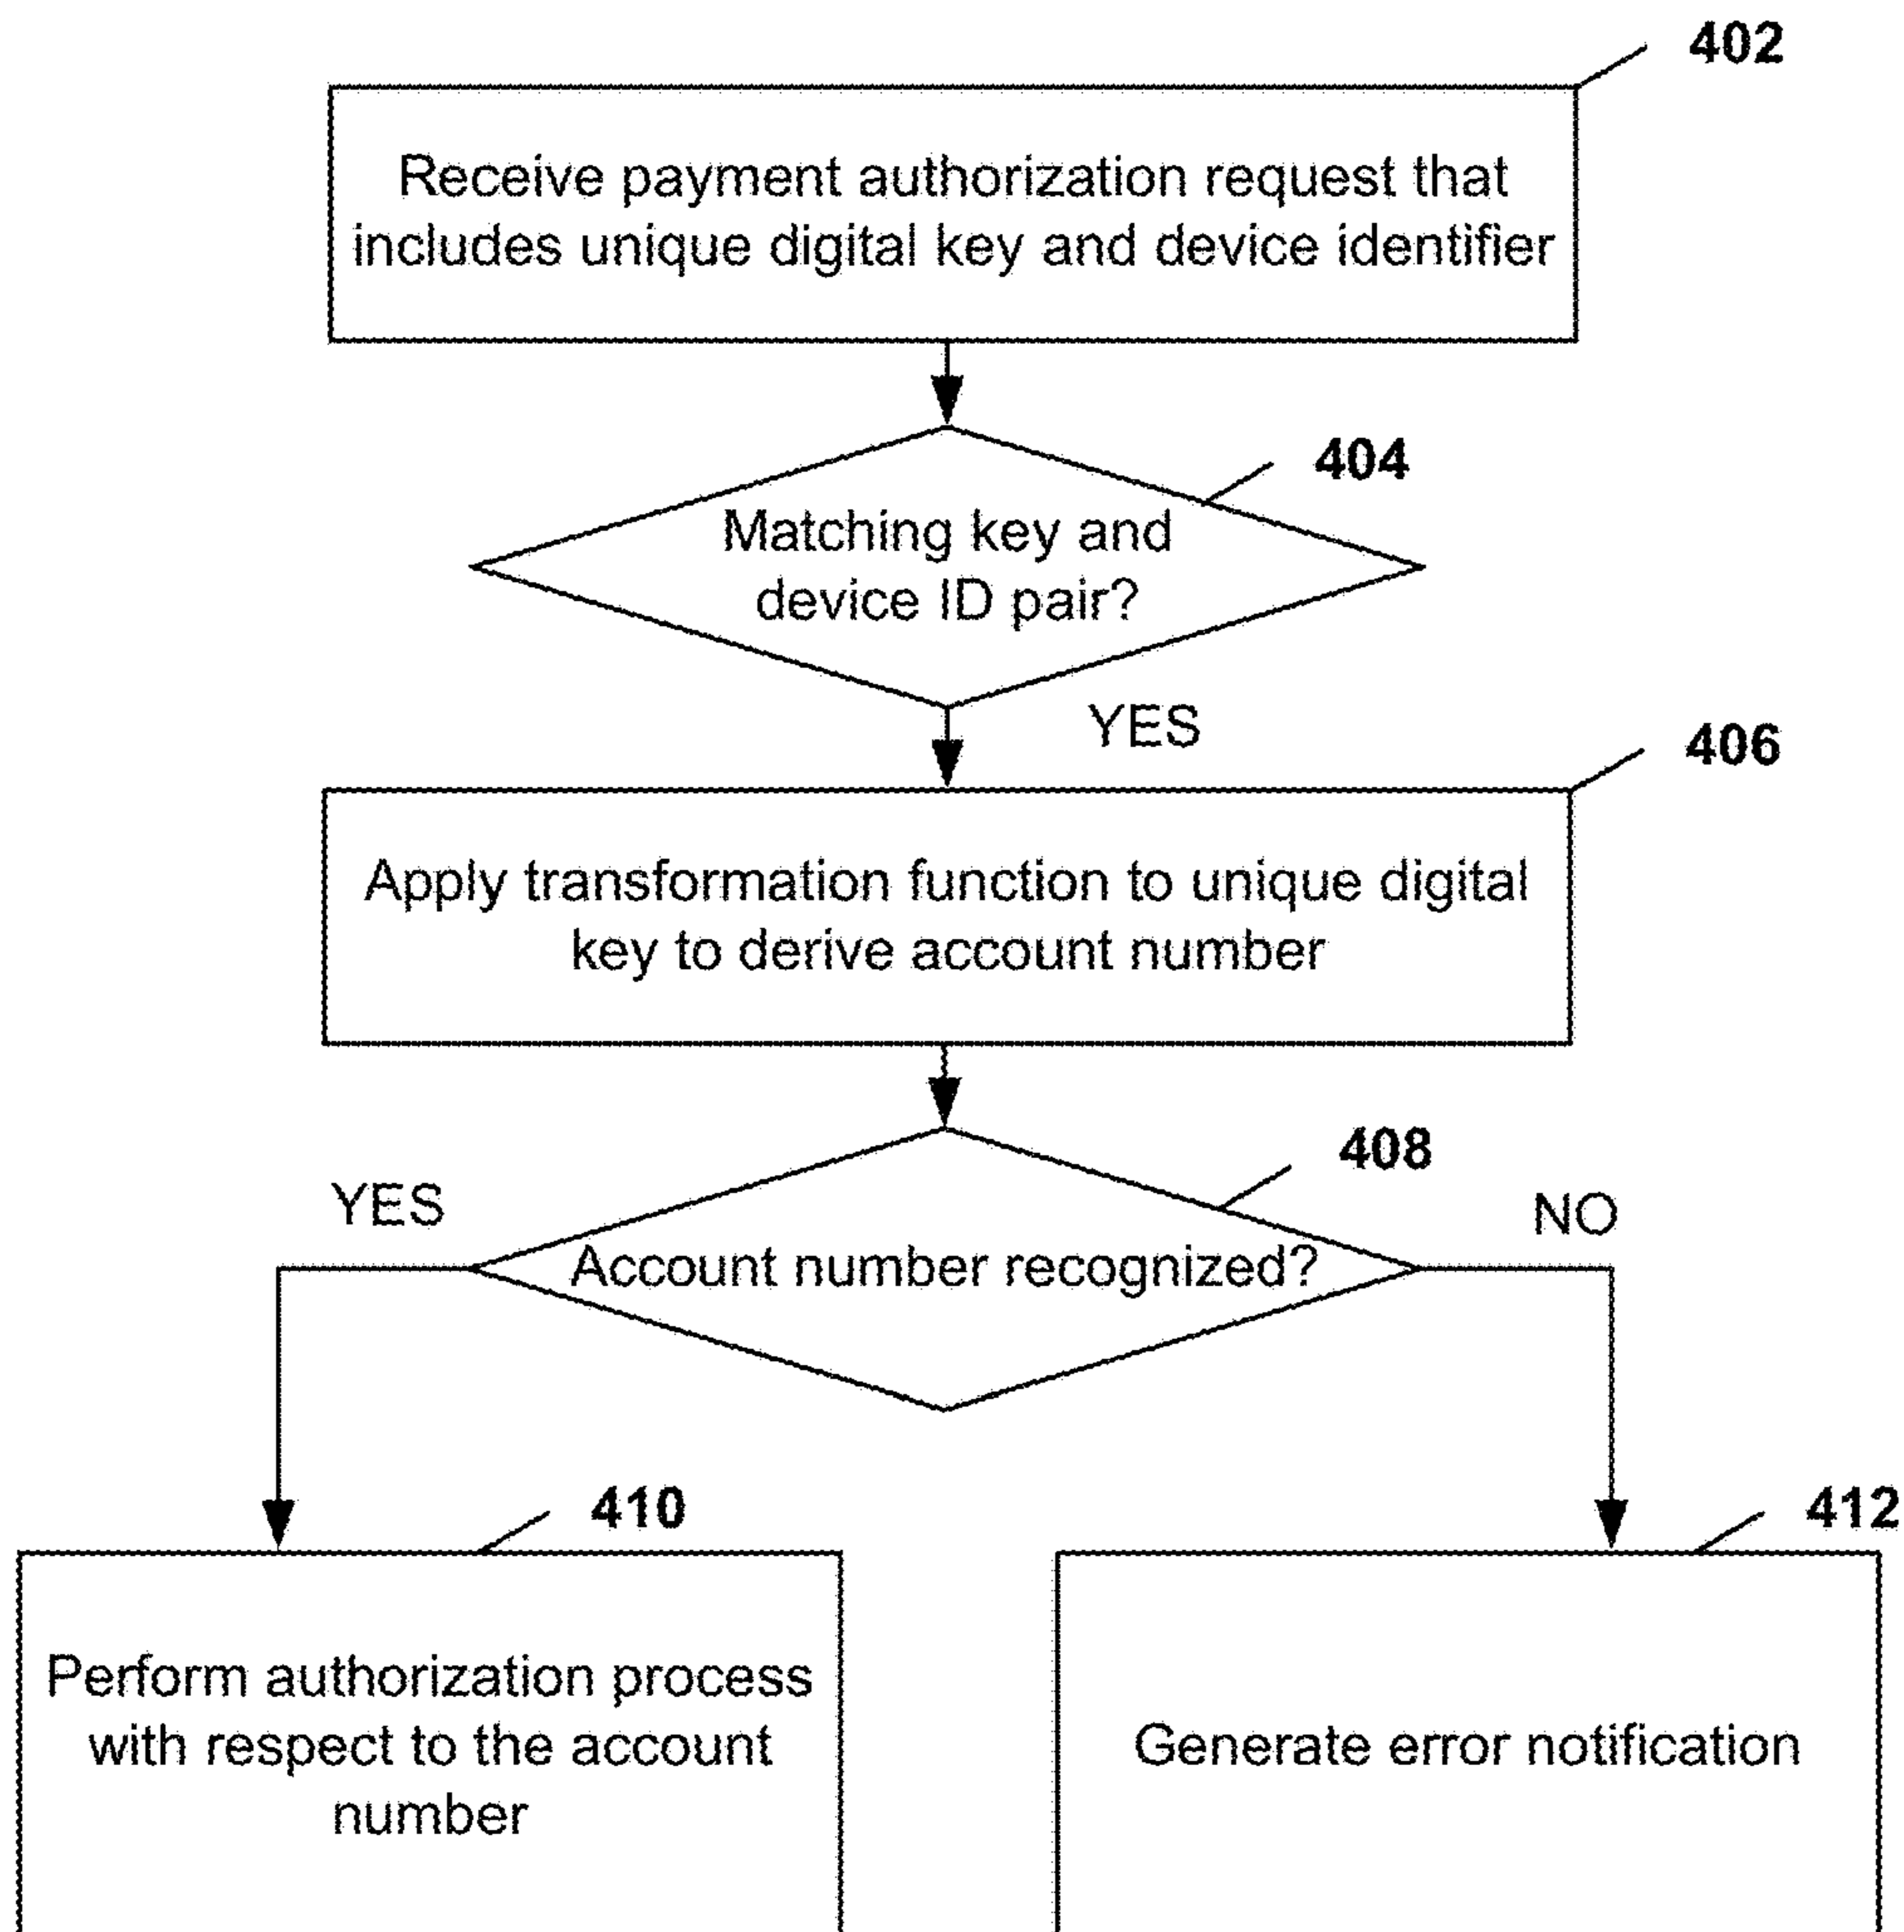 402
Receive payment authorization request that
includes unique digital key and device identifier
404
Matching key and
device ID pair?
YES
406
Apply transformation function to unique digital
key to derive account number
408
YES
NO
Account number recognized?
410
412
Perform authorization process
with respect to the account
number
Generate error notification